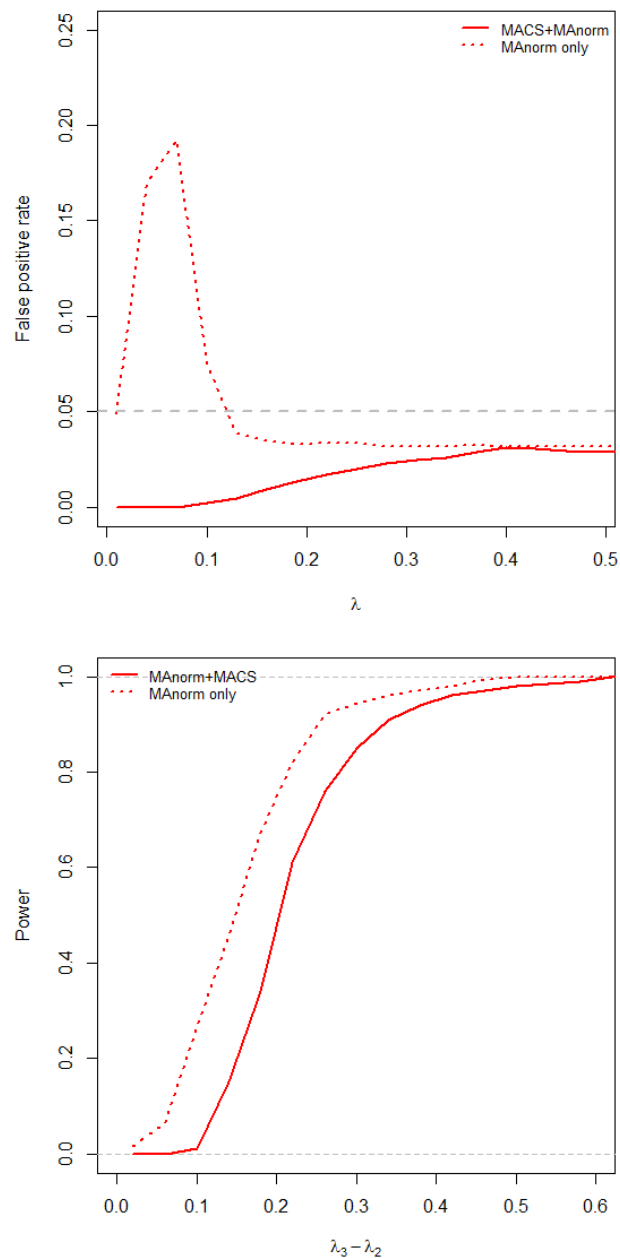 0.25
0.20
0.15
0.10
0.05
0.00
False positive rate
MACS+MAnorm
MAnorm only
0.0 0.1 0.2 0.3 0.4 0.5
λ
1.0
0.8
0.6
0.4
0.2
0.0
Power
MAnorm+MACS
MAnorm only
0.0 0.1 0.2 0.3 0.4 0.5 0.6
λ3 − λ2